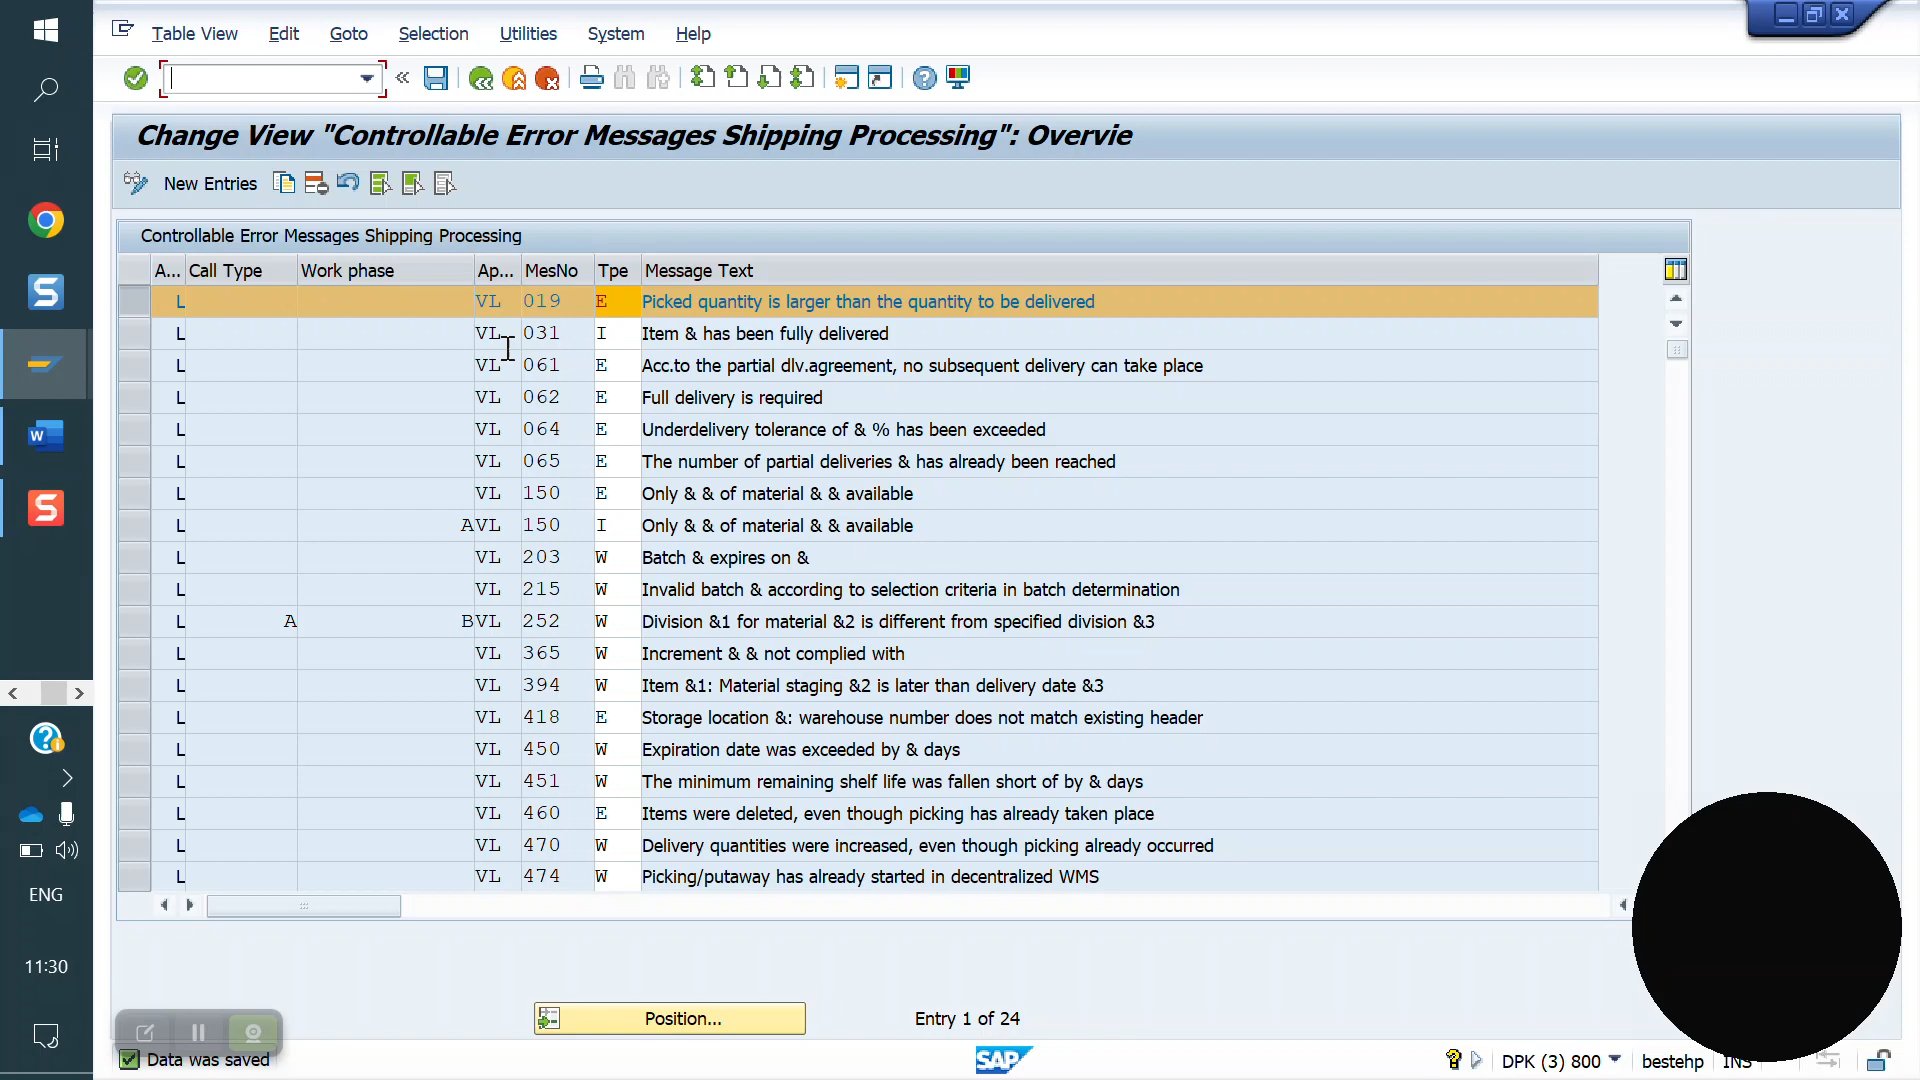 Table View Edit Goto Selection Utilities System Help
Change View "Controllable Error Messages Shipping Processing": Overvie
New Entries
Controllable Error Messages Shipping Processing
A... Call Type Work phase Ap... MesNo Tpe Message Text
L VL 019 E Picked quantity is larger than the quantity to be delivered
L VL 031 I Item & has been fully delivered
L VL 061 E Acc.to the partial dlv.agreement, no subsequent delivery can take place
L VL 062 E Full delivery is required
L VL 064 E Underdelivery tolerance of & % has been exceeded
L VL 065 E The number of partial deliveries & has already been reached
L VL 150 E Only & & of material & & available
L A VL 150 I Only & & of material & & available
L VL 203 W Batch & expires on &
L VL 215 W Invalid batch & according to selection criteria in batch determination
L A B VL 252 W Division &1 for material &2 is different from specified division &3
L VL 365 W Increment & & not complied with
L VL 394 W Item &1: Material staging &2 is later than delivery date &3
L VL 418 E Storage location &: warehouse number does not match existing header
L VL 450 W Expiration date was exceeded by & days
L VL 451 W The minimum remaining shelf life was fallen short of by & days
L VL 460 E Items were deleted, even though picking has already taken place
L VL 470 W Delivery quantities were increased, even though picking already occurred
L VL 474 W Picking/putaway has already started in decentralized WMS
ENG
11:30
Position... Entry 1 of 24
Data was saved SAP DPK (3) 800 bestehp INS